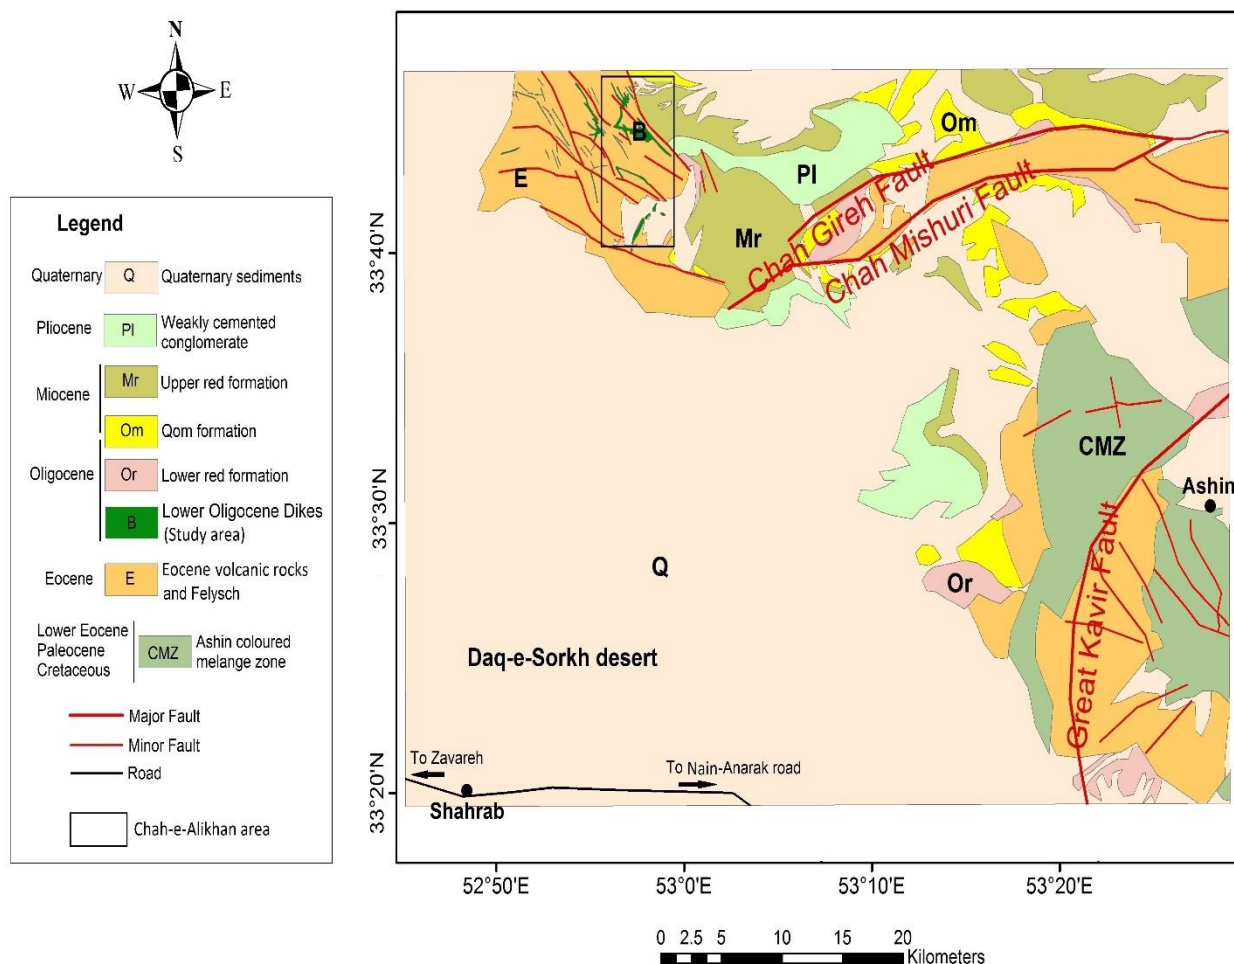 N
W E
S
Legend
Quaternary Q Quaternary sediments
Pliocene Pl Weakly cemented
conglomerate
Miocene Mr Upper red formation
Om Qom formation
Oligocene Or Lower red formation
B Lower Oligocene Dikes
(Study area)
Eocene E Eocene volcanic rocks
and Felysch
Lower Eocene
Paleocene
Cretaceous
CMZ Ashin coloured
melange zone
Major Fault
Minor Fault
Road
Chah-e-Alikhan area
B
E
Om
Pl
Mr
Chah Gireh Fault
Chah Mishuri Fault
CMZ
Ashin
Q
Or
Great Kavir Fault
Daq-e-Sorkh desert
To Zavareh
To Nain-Anarak road
Shahrab
33°40'N
33°30'N
33°20'N
52°50'E 53°0'E 53°10'E 53°20'E
0 2.5 5 10 15 20
Kilometers